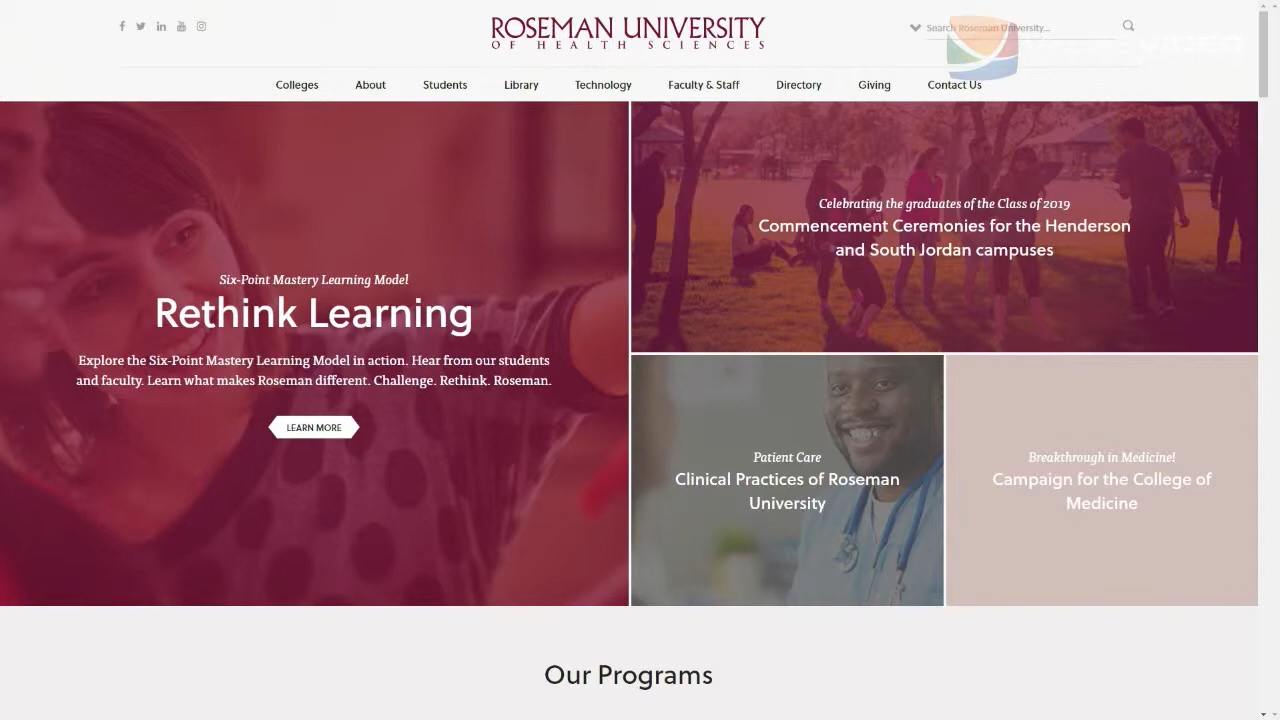 ROSEMAN UNIVERSITY
OF HEALTH SCIENCES
Search Roseman University...
Colleges About Students Library Technology Faculty & Staff Directory Giving Contact Us
Six-Point Mastery Learning Model
Rethink Learning
Explore the Six-Point Mastery Learning Model in action. Hear from our students
and faculty. Learn what makes Roseman different. Challenge. Rethink. Roseman.
LEARN MORE
Celebrating the graduates of the Class of 2019
Commencement Ceremonies for the Henderson
and South Jordan campuses
Patient Care
Clinical Practices of Roseman
University
Breakthrough in Medicine!
Campaign for the College of
Medicine
Our Programs